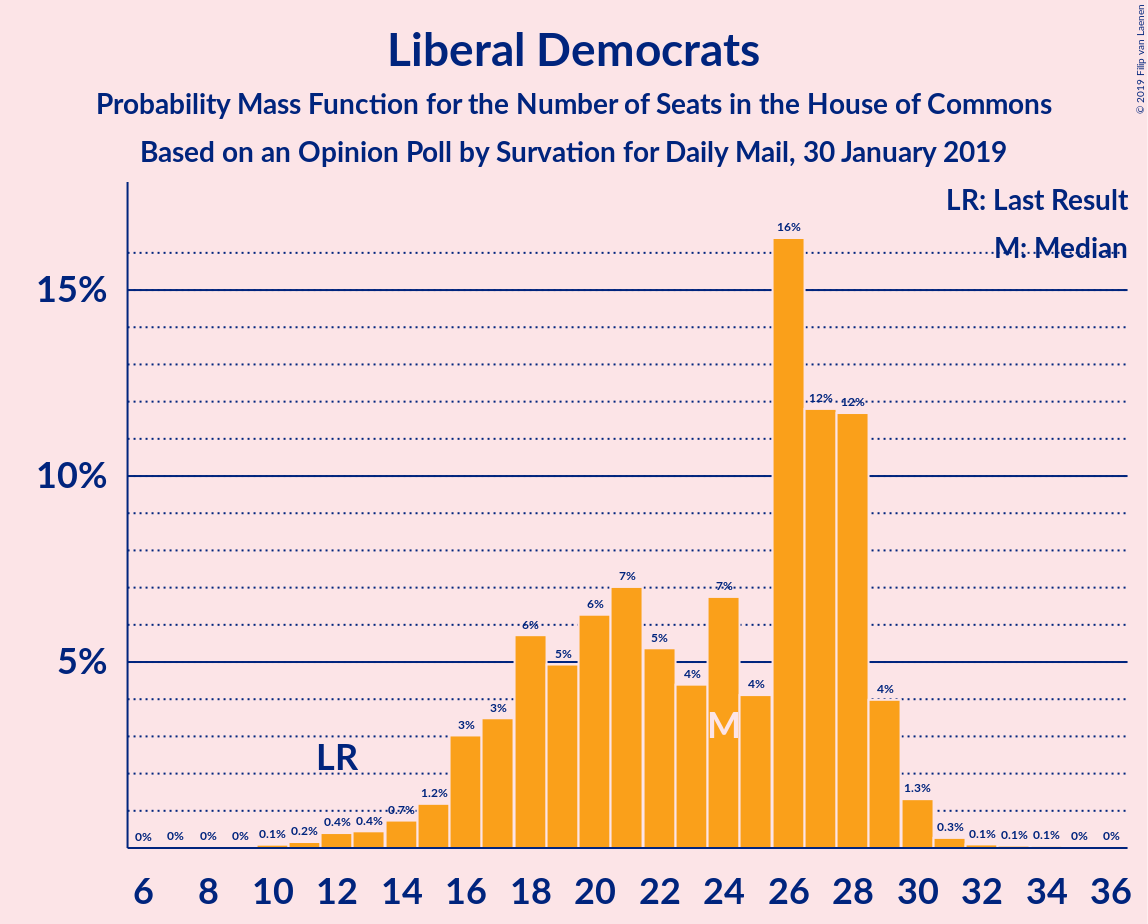 Liberal Democrats
Probability Mass Function for the Number of Seats in the House of Commons
Based on an Opinion Poll by Survation for Daily Mail, 30 January 2019
© 2019 Filip van Laenen
LR: Last Result
M: Median
15%
10%
5%
0% 0% 0% 0% 0.1% 0.2% 0.4% 0.4% 0.7% 1.2% 3% 3% 6% 5% 6% 7% 5% 4% 7% 4% 16% 12% 12% 4% 1.3% 0.3% 0.1% 0.1% 0.1% 0% 0%
LR
M
6 8 10 12 14 16 18 20 22 24 26 28 30 32 34 36